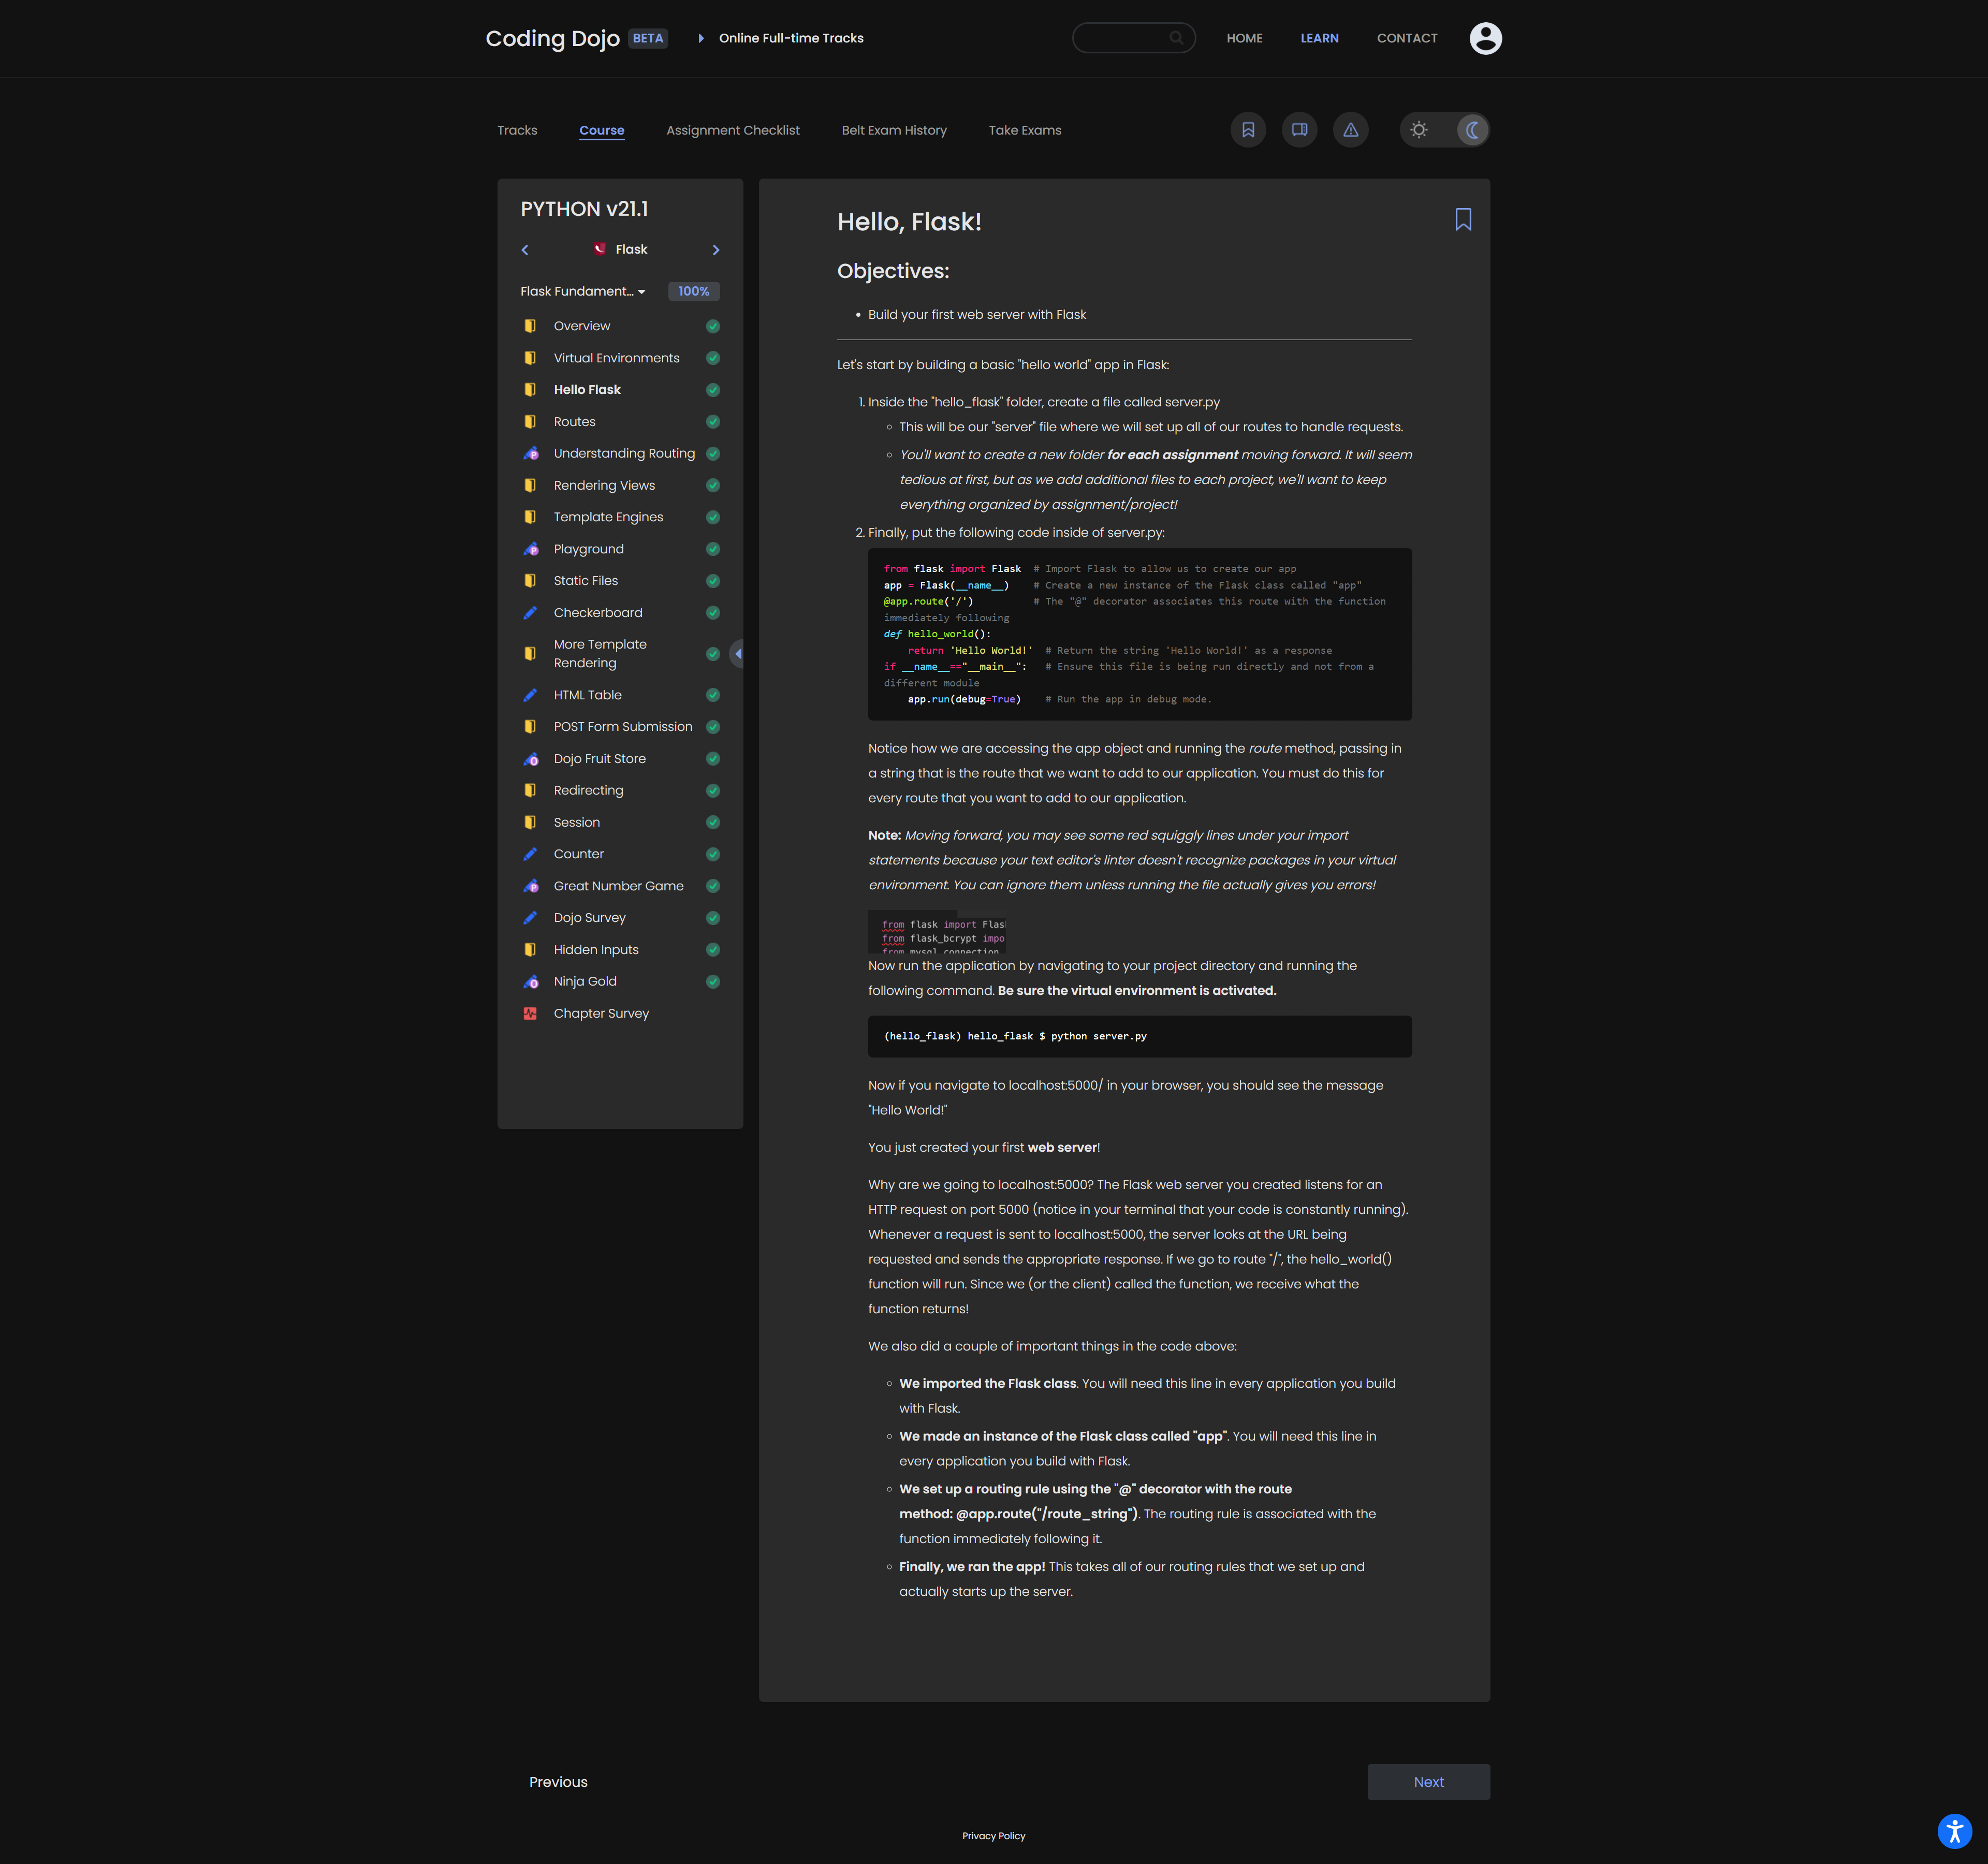 Coding Dojo BETA
Online Full-time Tracks
HOME
LEARN
CONTACT
Tracks
Course
Assignment Checklist
Belt Exam History
Take Exams
PYTHON v21.1
Flask
Flask Fundament...
100%
Overview
Virtual Environments
Hello Flask
Routes
Understanding Routing
Rendering Views
Template Engines
Playground
Static Files
Checkerboard
More Template
Rendering
HTML Table
POST Form Submission
Dojo Fruit Store
Redirecting
Session
Counter
Great Number Game
Dojo Survey
Hidden Inputs
Ninja Gold
Chapter Survey
Hello, Flask!
Objectives:
• Build your first web server with Flask
Let's start by building a basic "hello world" app in Flask:
1. Inside the "hello_flask" folder, create a file called server.py
This will be our "server" file where we will set up all of our routes to handle requests.
You'll want to create a new folder for each assignment moving forward. It will seem
tedious at first, but as we add additional files to each project, we'll want to keep
everything organized by assignment/project!
2. Finally, put the following code inside of server.py:
from flask import Flask  # Import Flask to allow us to create our app
app = Flask(__name__)    # Create a new instance of the Flask class called "app"
@app.route('/')          # The "@" decorator associates this route with the function
immediately following
def hello_world():
    return 'Hello World!'  # Return the string 'Hello World!' as a response
if __name__=="__main__":   # Ensure this file is being run directly and not from a
different module
    app.run(debug=True)    # Run the app in debug mode.
Notice how we are accessing the app object and running the route method, passing in
a string that is the route that we want to add to our application. You must do this for
every route that you want to add to our application.
Note: Moving forward, you may see some red squiggly lines under your import
statements because your text editor's linter doesn't recognize packages in your virtual
environment. You can ignore them unless running the file actually gives you errors!
from flask import Flas
from flask_bcrypt impo
from mysql connection
Now run the application by navigating to your project directory and running the
following command. Be sure the virtual environment is activated.
(hello_flask) hello_flask $ python server.py
Now if you navigate to localhost:5000/ in your browser, you should see the message
"Hello World!"
You just created your first web server!
Why are we going to localhost:5000? The Flask web server you created listens for an
HTTP request on port 5000 (notice in your terminal that your code is constantly running).
Whenever a request is sent to localhost:5000, the server looks at the URL being
requested and sends the appropriate response. If we go to route "/", the hello_world()
function will run. Since we (or the client) called the function, we receive what the
function returns!
We also did a couple of important things in the code above:
We imported the Flask class. You will need this line in every application you build
with Flask.
We made an instance of the Flask class called "app". You will need this line in
every application you build with Flask.
We set up a routing rule using the "@" decorator with the route
method: @app.route("/route_string"). The routing rule is associated with the
function immediately following it.
Finally, we ran the app! This takes all of our routing rules that we set up and
actually starts up the server.
Previous
Next
Privacy Policy